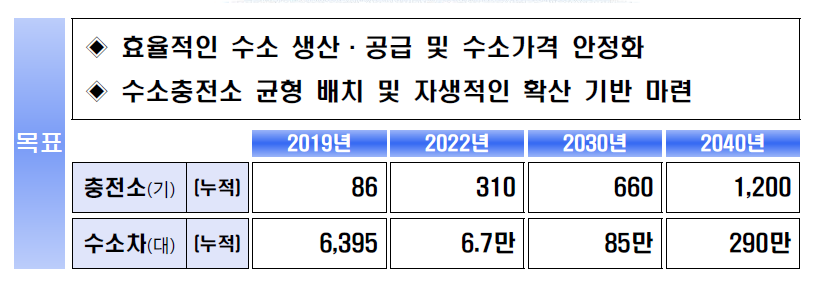 ◈ 효율적인 수소 생산·공급 및 수소가격 안정화
◈ 수소충전소 균형 배치 및 자생적인 확산 기반 마련
목표
2019년 2022년 2030년 2040년
충전소(기) (누적) 86 310 660 1,200
수소차(대) (누적) 6,395 6.7만 85만 290만